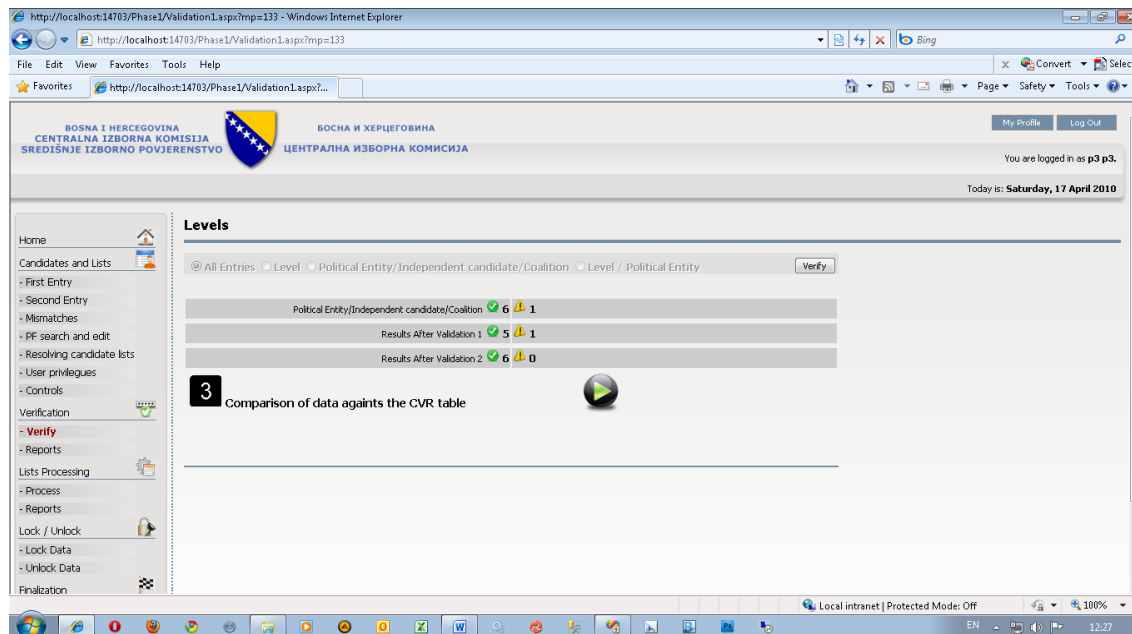 http://localhost:14703/Phase1/Validation1.aspx?mp=133 - Windows Internet Explorer
http://localhost:14703/Phase1/Validation1.aspx?mp=133
Bing
File Edit View Favorites Tools Help
Convert Selec
Favorites http://localhost:14703/Phase1/Validation1.aspx?...
Page Safety Tools
BOSNA I HERCEGOVINA
CENTRALNA IZBORNA KOMISIJA
SREDIŠNJE IZBORNO POVJERENSTVO
БОСНА И ХЕРЦЕГОВИНА
ЦЕНТРАЛНА ИЗБОРНА КОМИСИЈА
My Profile Log Out
You are logged in as p3 p3.
Today is: Saturday, 17 April 2010
Home
Candidates and Lists
- First Entry
- Second Entry
- Mismatches
- PF search and edit
- Resolving candidate lists
- User privilegues
- Controls
Verification
- Verify
- Reports
Lists Processing
- Process
- Reports
Lock / Unlock
- Lock Data
- Unlock Data
Finalization
Levels
All Entries Level Political Entity/Independent candidate/Coalition Level / Political Entity Verify
Political Entity/Independent candidate/Coalition 6 1
Results After Validation 1 5 1
Results After Validation 2 6 0
3 Comparison of data againts the CVR table
Local intranet | Protected Mode: Off 100%
EN 12:27